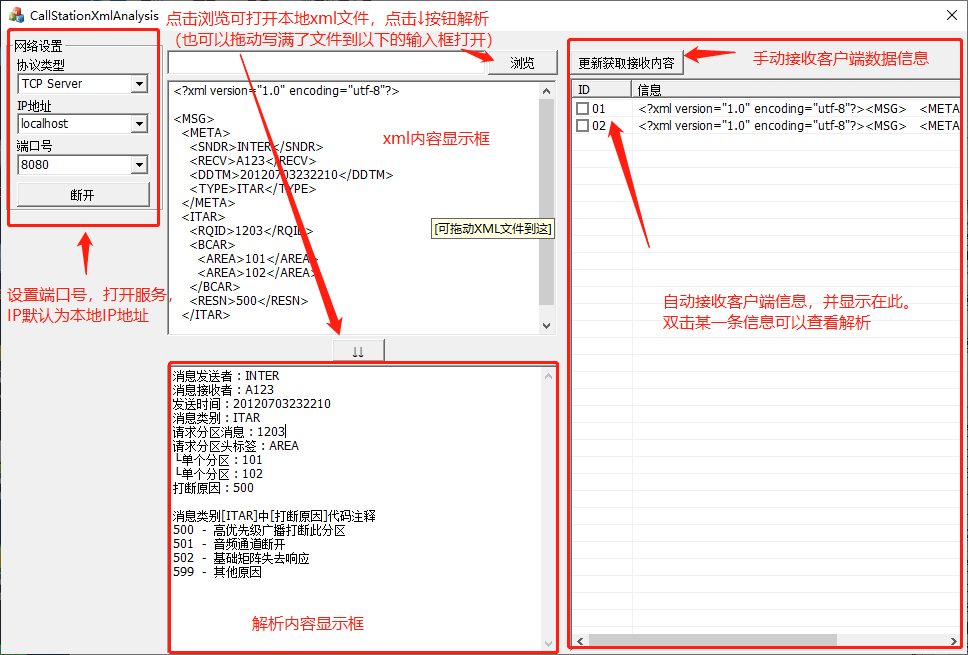 CallStationXmlAnalysis
点击浏览可打开本地xml文件，点击↓按钮解析
（也可以拖动写满了文件到以下的输入框打开）
网络设置
协议类型
TCP Server
IP地址
localhost
端口号
8080
断开
设置端口号，打开服务，
IP默认为本地IP地址
浏览
<?xml version="1.0" encoding="utf-8"?>
<MSG>
<META>
<SNDR>INTER</SNDR>
<RECV>A123</RECV>
<DDTM>20120703232210</DDTM>
<TYPE>ITAR</TYPE>
</META>
<ITAR>
<RQID>1203</RQID>
<BCAR>
<AREA>101</AREA>
<AREA>102</AREA>
</BCAR>
<RESN>500</RESN>
</ITAR>
xml内容显示框
[可拖动XML文件到这]
↓↓
消息发送者：INTER
消息接收者：A123
发送时间：20120703232210
消息类别：ITAR
请求分区消息：1203
请求分区头标签：AREA
└单个分区：101
└单个分区：102
打断原因：500
消息类别[ITAR]中[打断原因]代码注释
500 - 高优先级广播打断此分区
501 - 音频通道断开
502 - 基础矩阵失去响应
599 - 其他原因
解析内容显示框
更新获取接收内容
手动接收客户端数据信息
ID 信息
01 <?xml version="1.0" encoding="utf-8"?><MSG> <META
02 <?xml version="1.0" encoding="utf-8"?><MSG> <META
自动接收客户端信息，并显示在此。
双击某一条信息可以查看解析